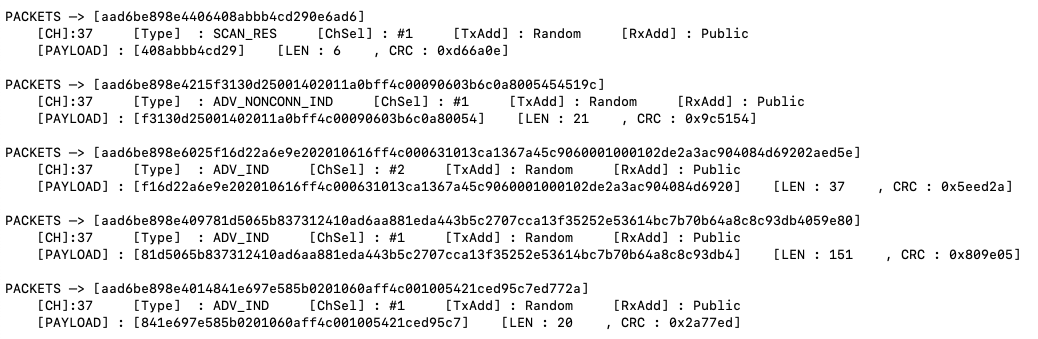 PACKETS —> [aad6be898e4406408abbb4cd290e6ad6]
[CH]:37 [Type] : SCAN_RES [ChSel] : #1 [TxAdd] : Random [RxAdd] : Public
[PAYLOAD] : [408abbb4cd29] [LEN : 6 , CRC : 0xd66a0e]
PACKETS —> [aad6be898e4215f3130d25001402011a0bff4c00090603b6c0a8005454519c]
[CH]:37 [Type] : ADV_NONCONN_IND [ChSel] : #1 [TxAdd] : Random [RxAdd] : Public
[PAYLOAD] : [f3130d25001402011a0bff4c00090603b6c0a80054] [LEN : 21 , CRC : 0x9c5154]
PACKETS —> [aad6be898e6025f16d22a6e9e202010616ff4c000631013ca1367a45c9060001000102de2a3ac904084d69202aed5e]
[CH]:37 [Type] : ADV_IND [ChSel] : #2 [TxAdd] : Random [RxAdd] : Public
[PAYLOAD] : [f16d22a6e9e202010616ff4c000631013ca1367a45c9060001000102de2a3ac904084d6920] [LEN : 37 , CRC : 0x5eed2a]
PACKETS —> [aad6be898e409781d5065b837312410ad6aa881eda443b5c2707cca13f35252e53614bc7b70b64a8c8c93db4059e80]
[CH]:37 [Type] : ADV_IND [ChSel] : #1 [TxAdd] : Random [RxAdd] : Public
[PAYLOAD] : [81d5065b837312410ad6aa881eda443b5c2707cca13f35252e53614bc7b70b64a8c8c93db4] [LEN : 151 , CRC : 0x809e05]
PACKETS —> [aad6be898e4014841e697e585b0201060aff4c001005421ced95c7ed772a]
[CH]:37 [Type] : ADV_IND [ChSel] : #1 [TxAdd] : Random [RxAdd] : Public
[PAYLOAD] : [841e697e585b0201060aff4c001005421ced95c7] [LEN : 20 , CRC : 0x2a77ed]